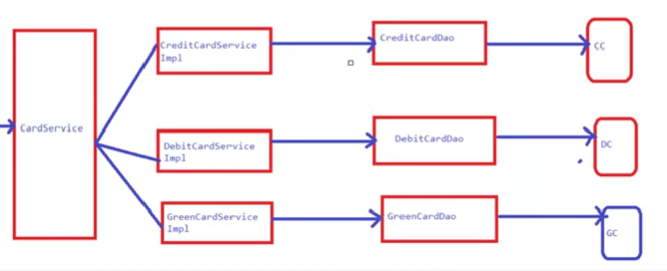 CardService
CreditCardService
Impl
CreditCardDao
CC
DebitCardService
Impl
DebitCardDao
DC
GreenCardService
Impl
GreenCardDao
GC